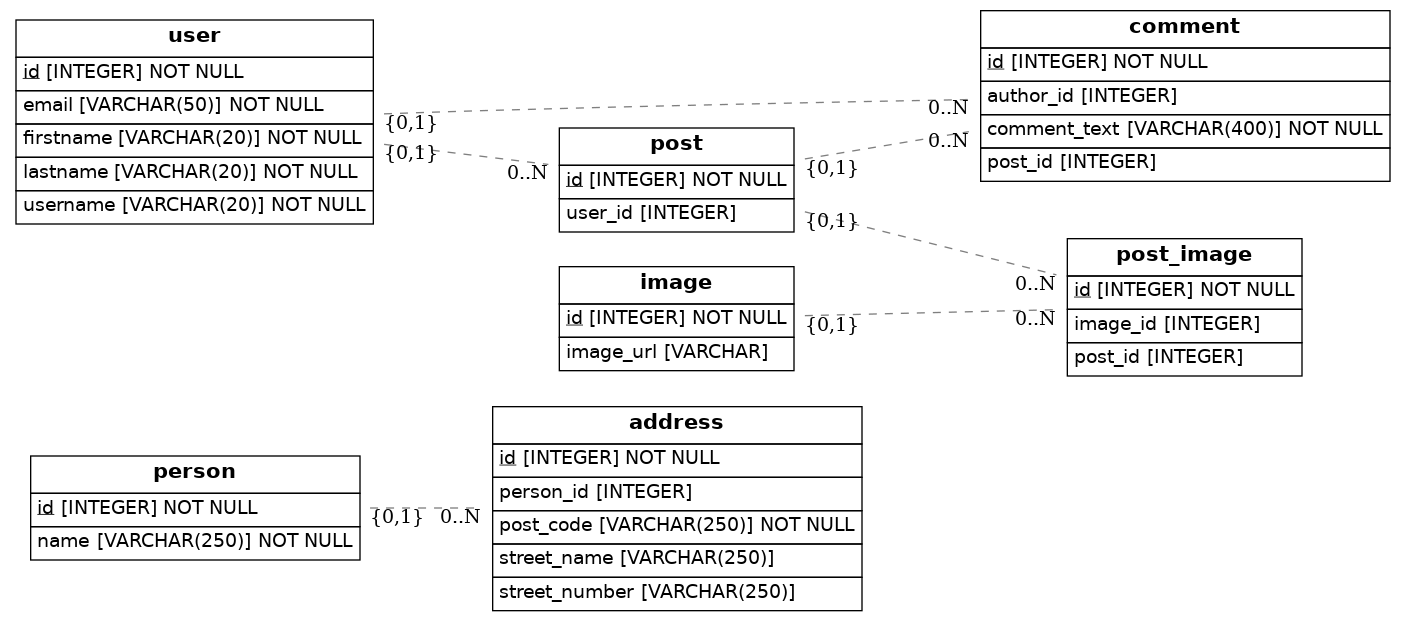 user
id [INTEGER] NOT NULL
email [VARCHAR(50)] NOT NULL
firstname [VARCHAR(20)] NOT NULL
lastname [VARCHAR(20)] NOT NULL
username [VARCHAR(20)] NOT NULL
{0,1}
{0,1}
0..N
0..N
0..N
comment
id [INTEGER] NOT NULL
author_id [INTEGER]
comment_text [VARCHAR(400)] NOT NULL
post_id [INTEGER]
post
id [INTEGER] NOT NULL
user_id [INTEGER]
{0,1}
{0,1}
image
id [INTEGER] NOT NULL
image_url [VARCHAR]
{0,1}
0..N
0..N
post_image
id [INTEGER] NOT NULL
image_id [INTEGER]
post_id [INTEGER]
person
id [INTEGER] NOT NULL
name [VARCHAR(250)] NOT NULL
{0,1}
0..N
address
id [INTEGER] NOT NULL
person_id [INTEGER]
post_code [VARCHAR(250)] NOT NULL
street_name [VARCHAR(250)]
street_number [VARCHAR(250)]